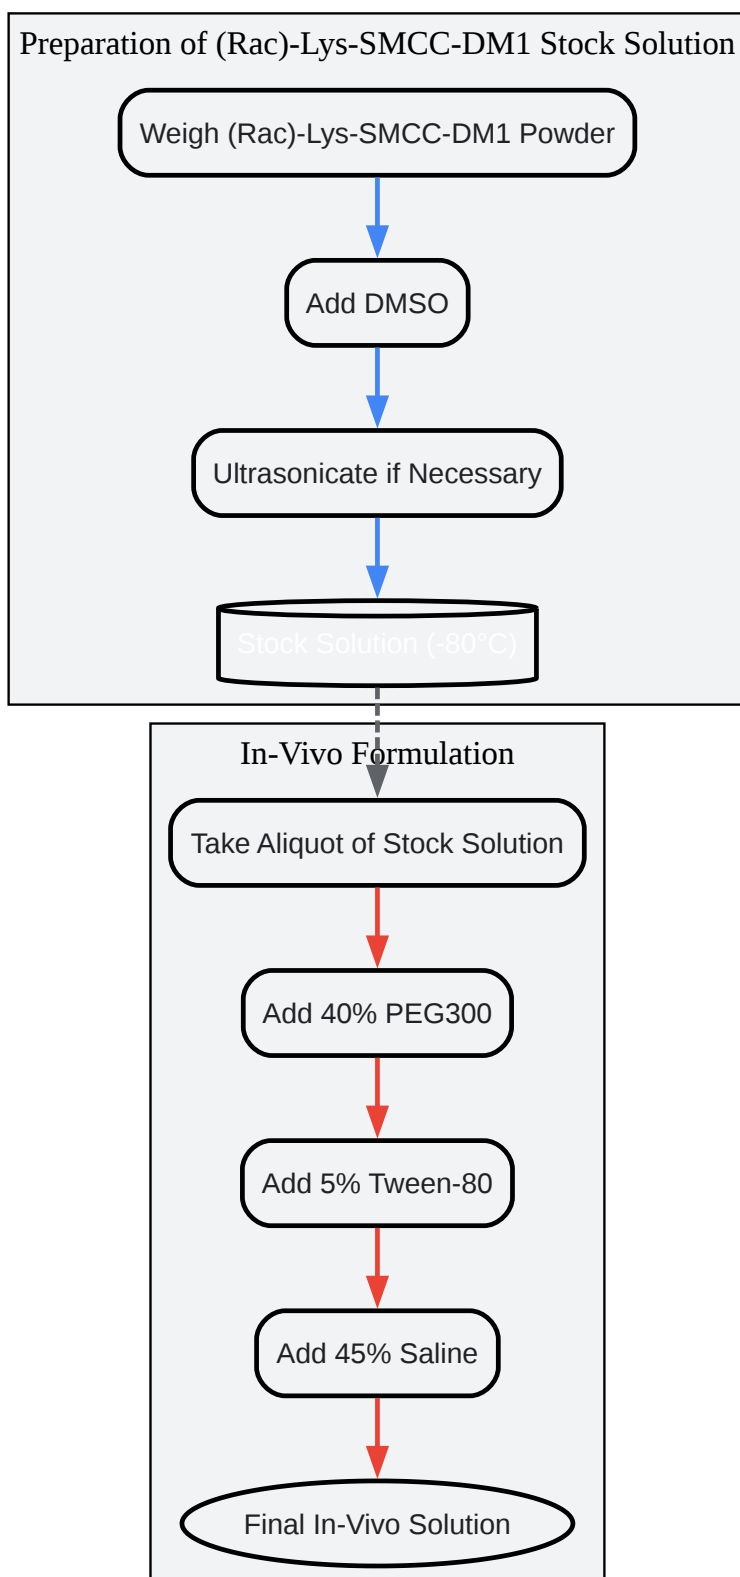 Preparation of (Rac)-Lys-SMCC-DM1 Stock Solution
Weigh (Rac)-Lys-SMCC-DM1 Powder
Add DMSO
Ultrasonicate if Necessary
Stock Solution (-80°C)
In-Vivo Formulation
Take Aliquot of Stock Solution
Add 40% PEG300
Add 5% Tween-80
Add 45% Saline
Final In-Vivo Solution